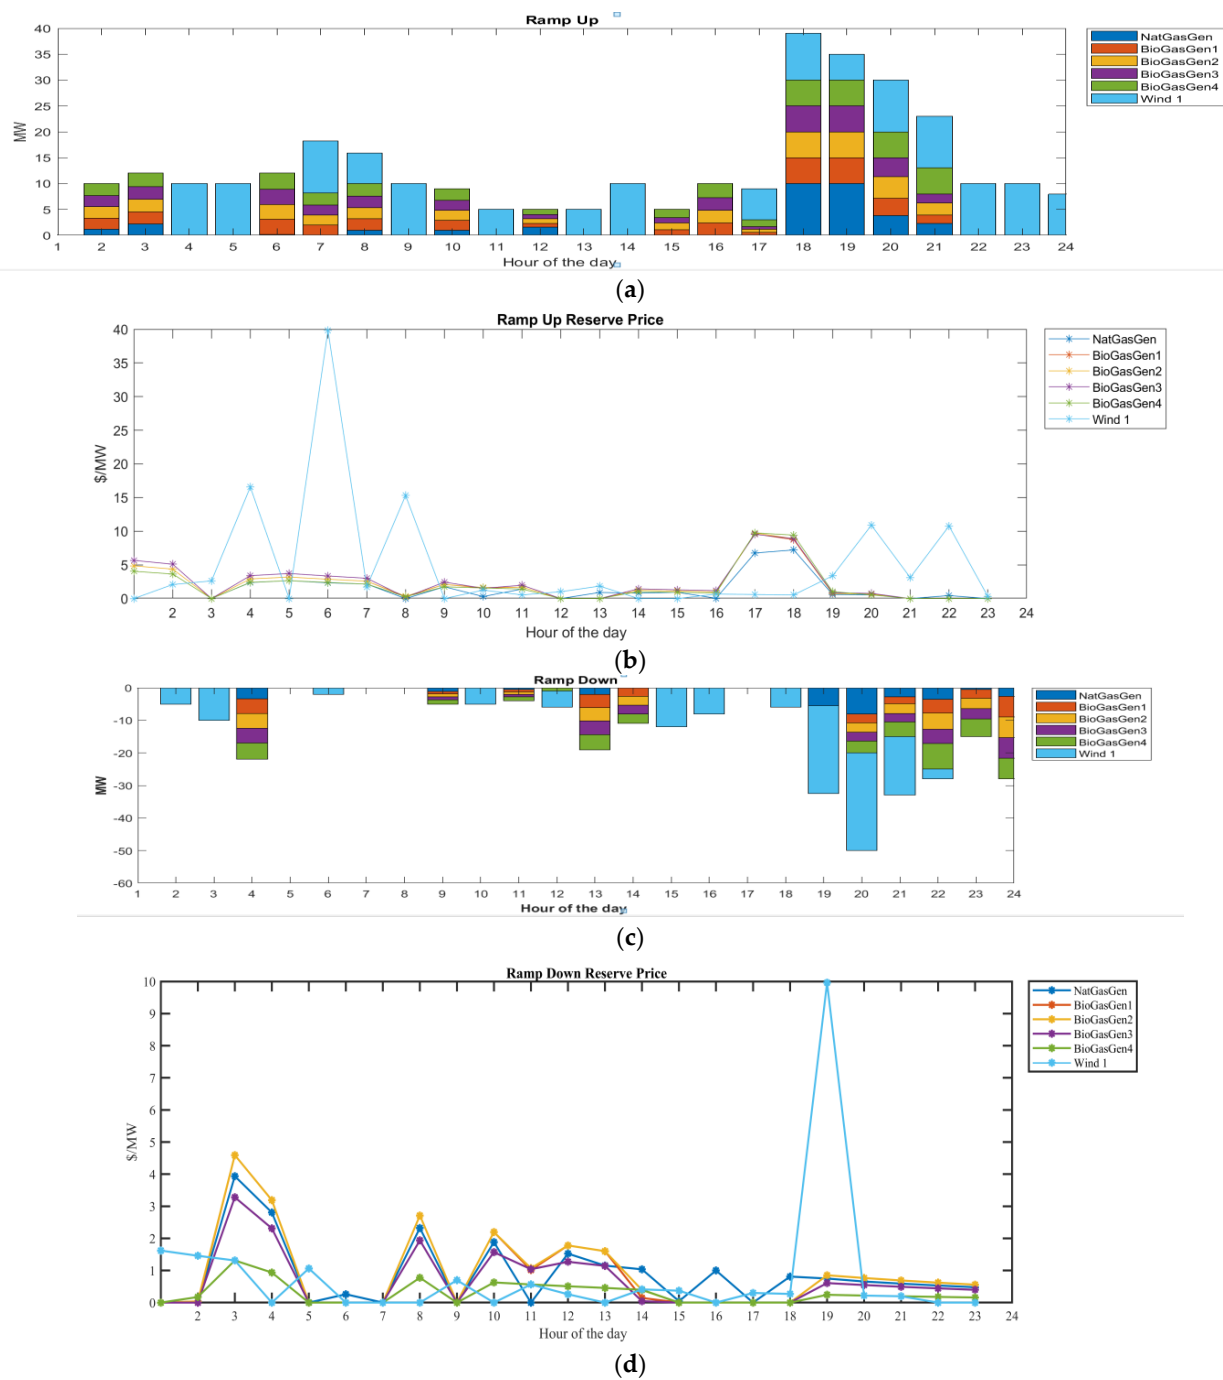 Ramp Up
40
35
30
25
20
15
10
5
0
MW
1 2 3 4 5 6 7 8 9 10 11 12 13 14 15 16 17 18 19 20 21 22 23 24
Hour of the day
NatGasGen
BioGasGen1
BioGasGen2
BioGasGen3
BioGasGen4
Wind 1
(a)
Ramp Up Reserve Price
40
35
30
25
20
15
10
5
0
$/MW
2 3 4 5 6 7 8 9 10 11 12 13 14 15 16 17 18 19 20 21 22 23 24
Hour of the day
NatGasGen
BioGasGen1
BioGasGen2
BioGasGen3
BioGasGen4
Wind 1
(b)
Ramp Down
0
-10
-20
-30
-40
-50
-60
MW
1 2 3 4 5 6 7 8 9 10 11 12 13 14 15 16 17 18 19 20 21 22 23 24
Hour of the day
NatGasGen
BioGasGen1
BioGasGen2
BioGasGen3
BioGasGen4
Wind 1
(c)
Ramp Down Reserve Price
10
9
8
7
6
5
4
3
2
1
0
$/MW
2 3 4 5 6 7 8 9 10 11 12 13 14 15 16 17 18 19 20 21 22 23 24
Hour of the day
NatGasGen
BioGasGen1
BioGasGen2
BioGasGen3
BioGasGen4
Wind 1
(d)